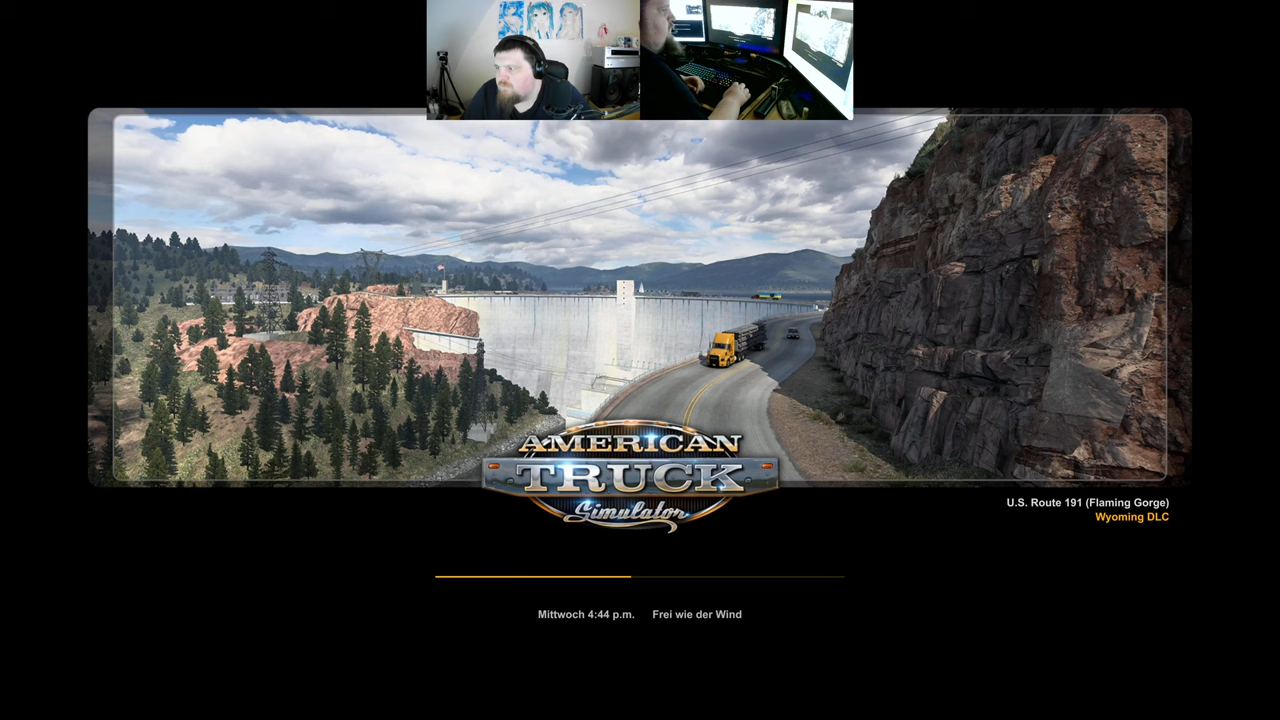 AMERICAN
TRUCK
Simulator
U.S. Route 191 (Flaming Gorge)
Wyoming DLC
Mittwoch 4:44 p.m. Frei wie der Wind